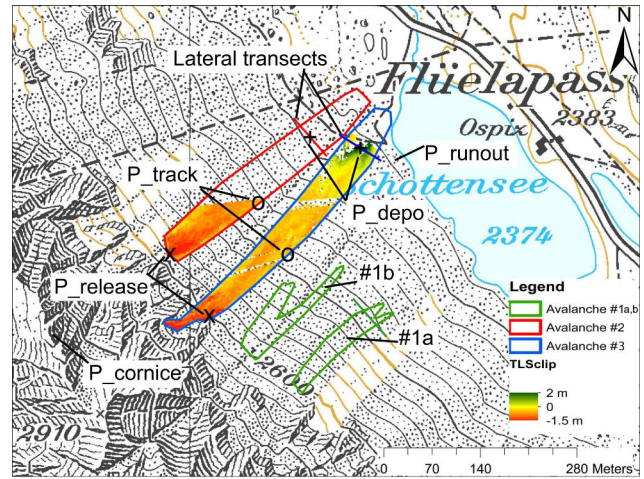 N
Lateral transects
Flüelapass
Ospiz
2383
P_track
P_runout
Schottensee
P_depo
2374
#1b
P_release
Legend
Avalanche #1a,b
Avalanche #2
Avalanche #3
#1a
TLSclip
P_cornice
2 m
0
-1.5 m
2600
2910
0 70 140 280 Meters